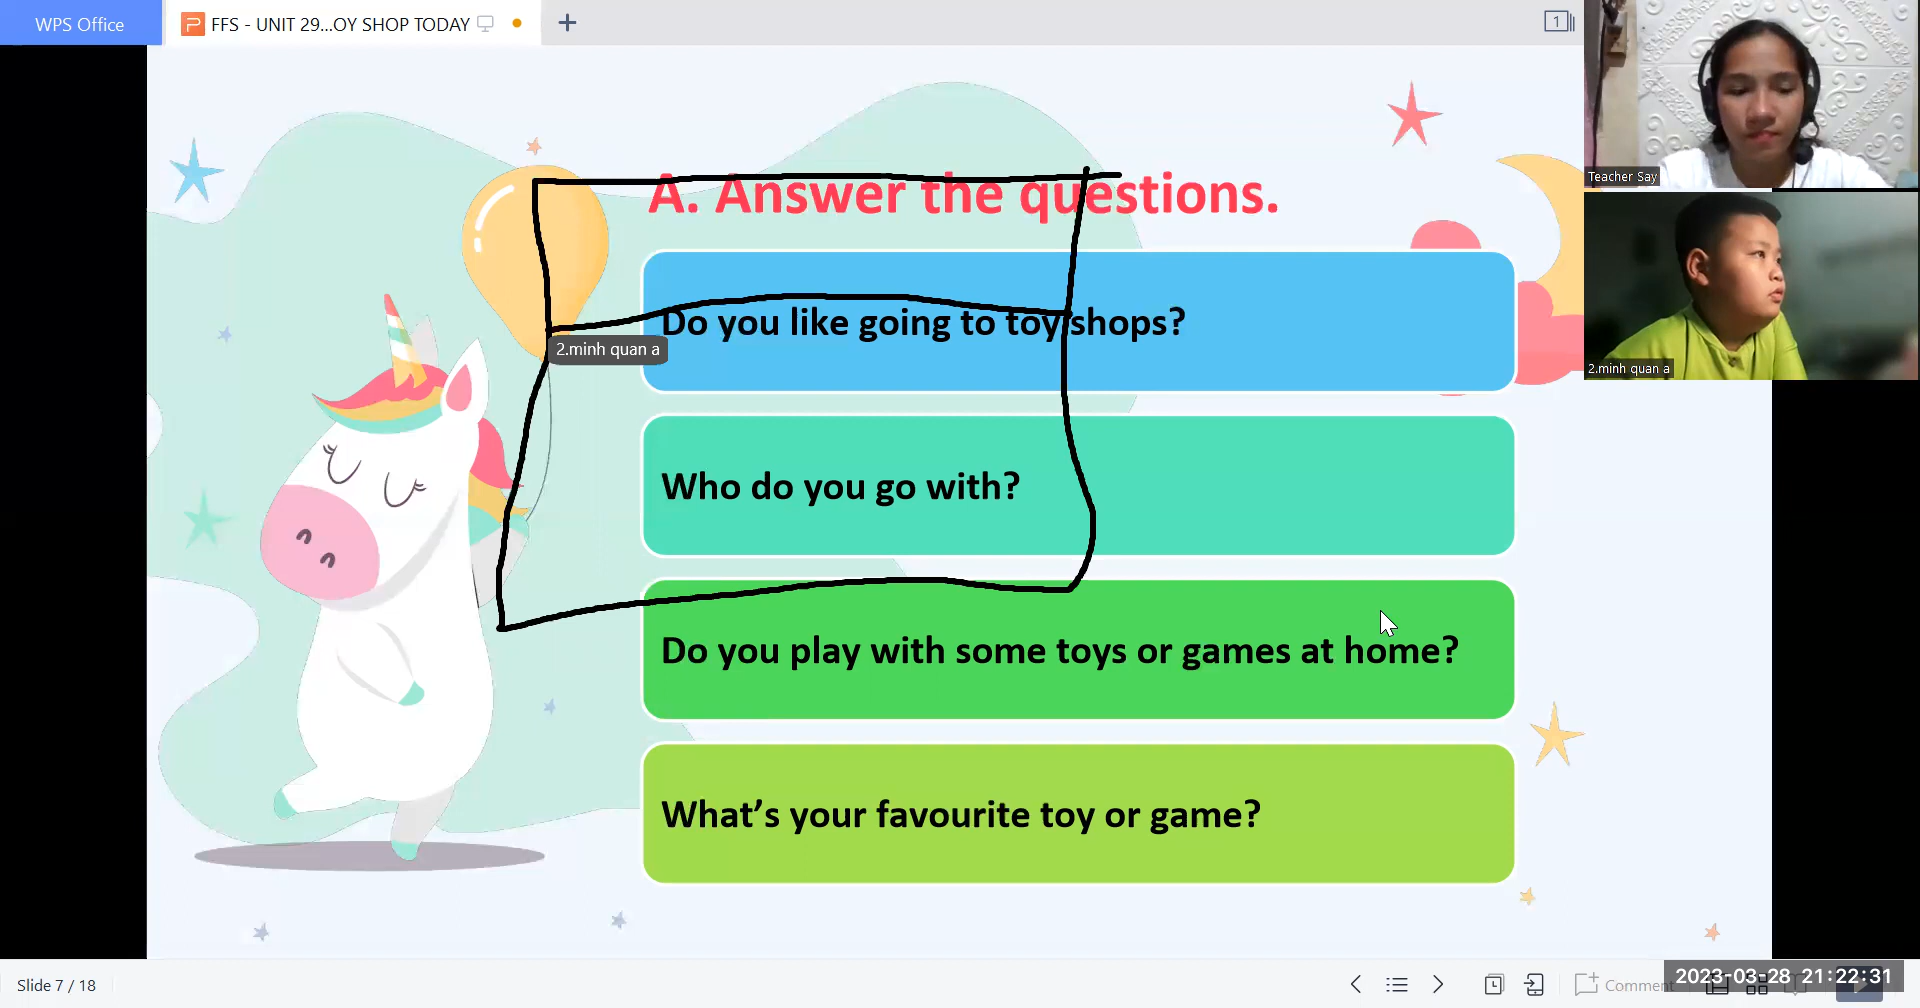 WPS Office
FFS - UNIT 29...OY SHOP TODAY
1
Teacher Say
A. Answer the questions.
Do you like going to toy shops?
2.minh quan a
2.minh quan a
Who do you go with?
Do you play with some toys or games at home?
What's your favourite toy or game?
Slide 7 / 18
Comment
2023-03-28 21:22:31